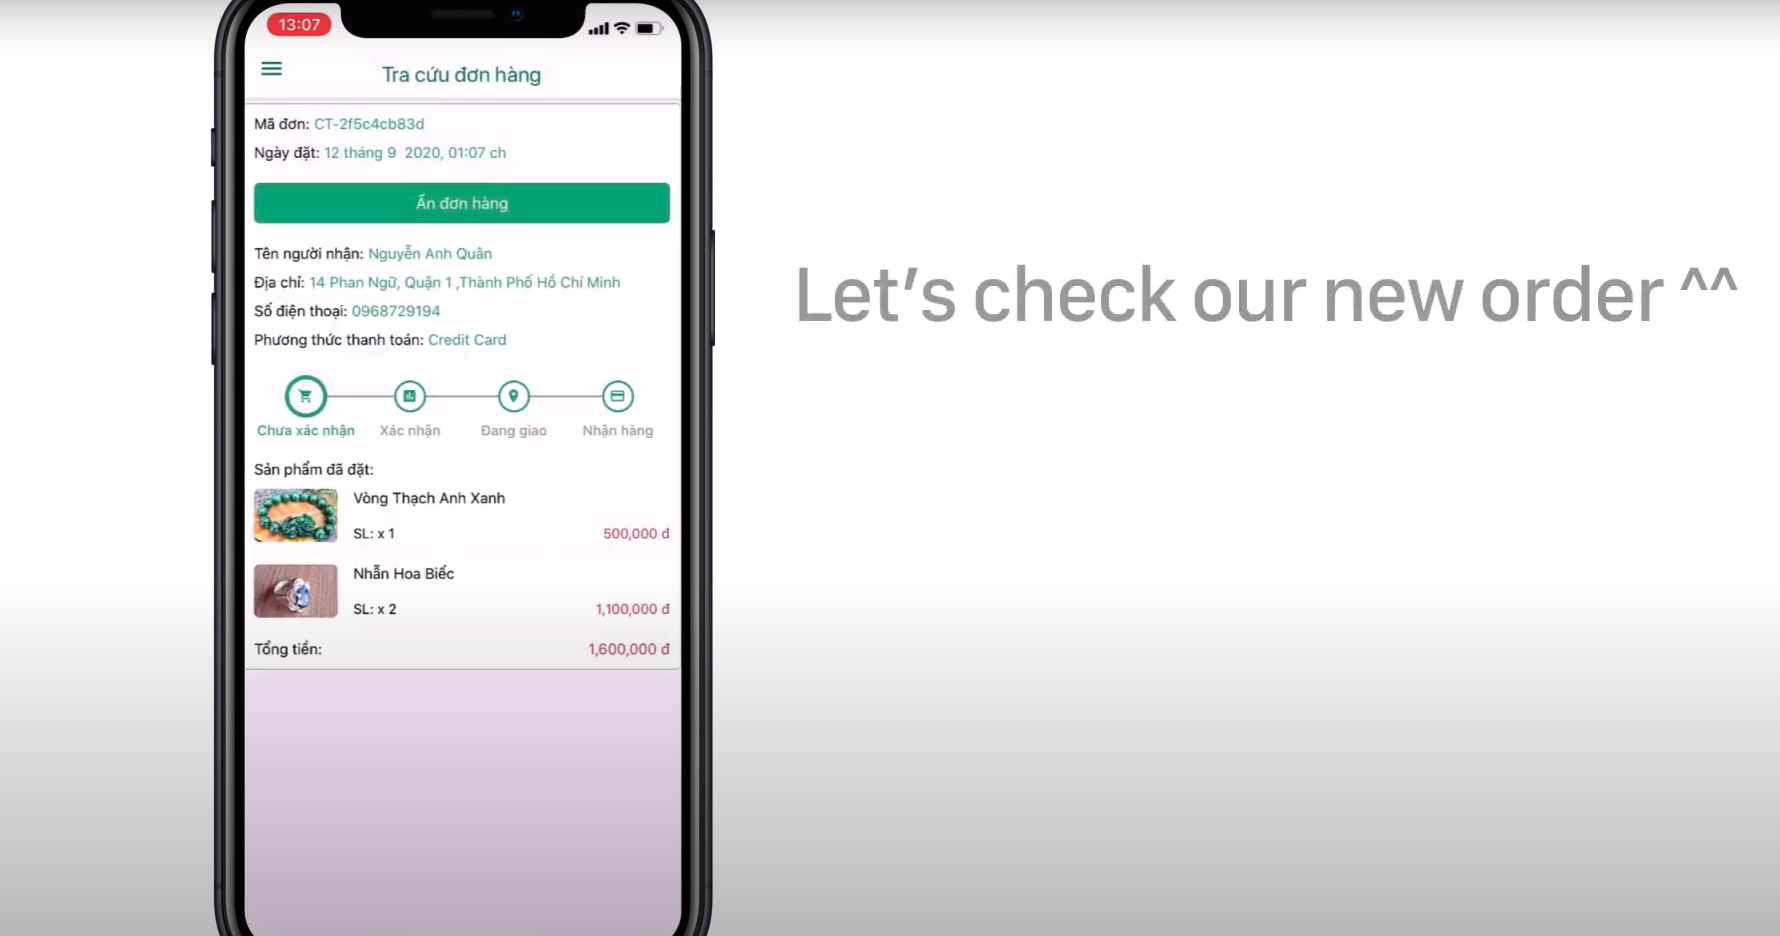 13:07
Tra cứu đơn hàng
Mã đơn: CT-2f5c4cb83d
Ngày đặt: 12 tháng 9 2020, 01:07 ch
Ẩn đơn hàng
Tên người nhận: Nguyễn Anh Quân
Địa chỉ: 14 Phan Ngữ, Quận 1 ,Thành Phố Hồ Chí Minh
Số điện thoại: 0968729194
Phương thức thanh toán: Credit Card
Chưa xác nhận Xác nhận Đang giao Nhận hàng
Sản phẩm đã đặt:
Vòng Thạch Anh Xanh
SL: x 1 500,000 đ
Nhẫn Hoa Biếc
SL: x 2 1,100,000 đ
Tổng tiền: 1,600,000 đ
Let's check our new order ^^